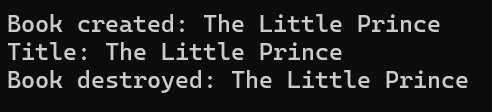 Book created: The Little Prince
Title: The Little Prince
Book destroyed: The Little Prince